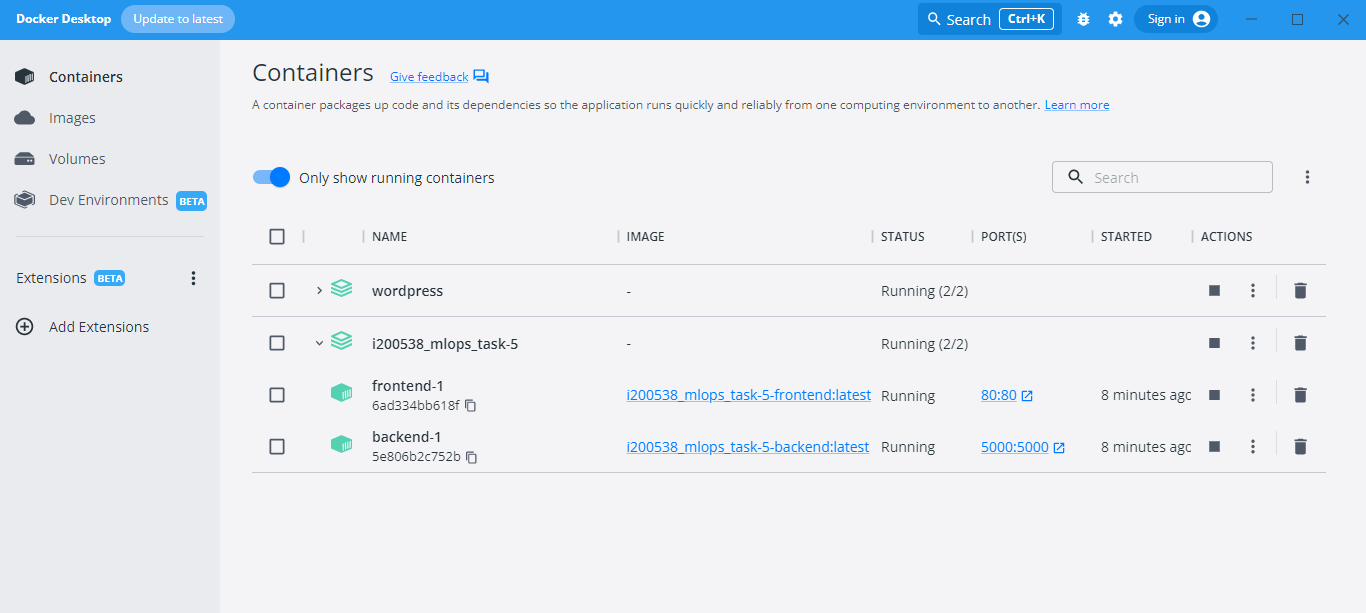 Docker Desktop Update to latest Search Ctrl+K Sign in
Containers
Images
Volumes
Dev Environments BETA
Extensions BETA
Add Extensions
Containers Give feedback
A container packages up code and its dependencies so the application runs quickly and reliably from one computing environment to another. Learn more
Only show running containers Search
NAME IMAGE STATUS PORT(S) STARTED ACTIONS
wordpress - Running (2/2)
i200538_mlops_task-5 - Running (2/2)
frontend-1 i200538_mlops_task-5-frontend:latest Running 80:80 8 minutes agc
6ad334bb618f
backend-1 i200538_mlops_task-5-backend:latest Running 5000:5000 8 minutes agc
5e806b2c752b